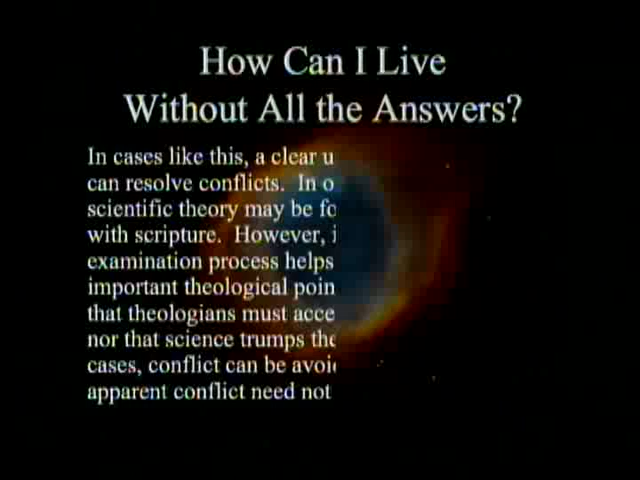 How Can I Live
Without All the Answers?
In cases like this, a clear u
can resolve conflicts. In o
scientific theory may be fo
with scripture. However, i
examination process helps
important theological poin
that theologians must acce
nor that science trumps the
cases, conflict can be avoi
apparent conflict need not